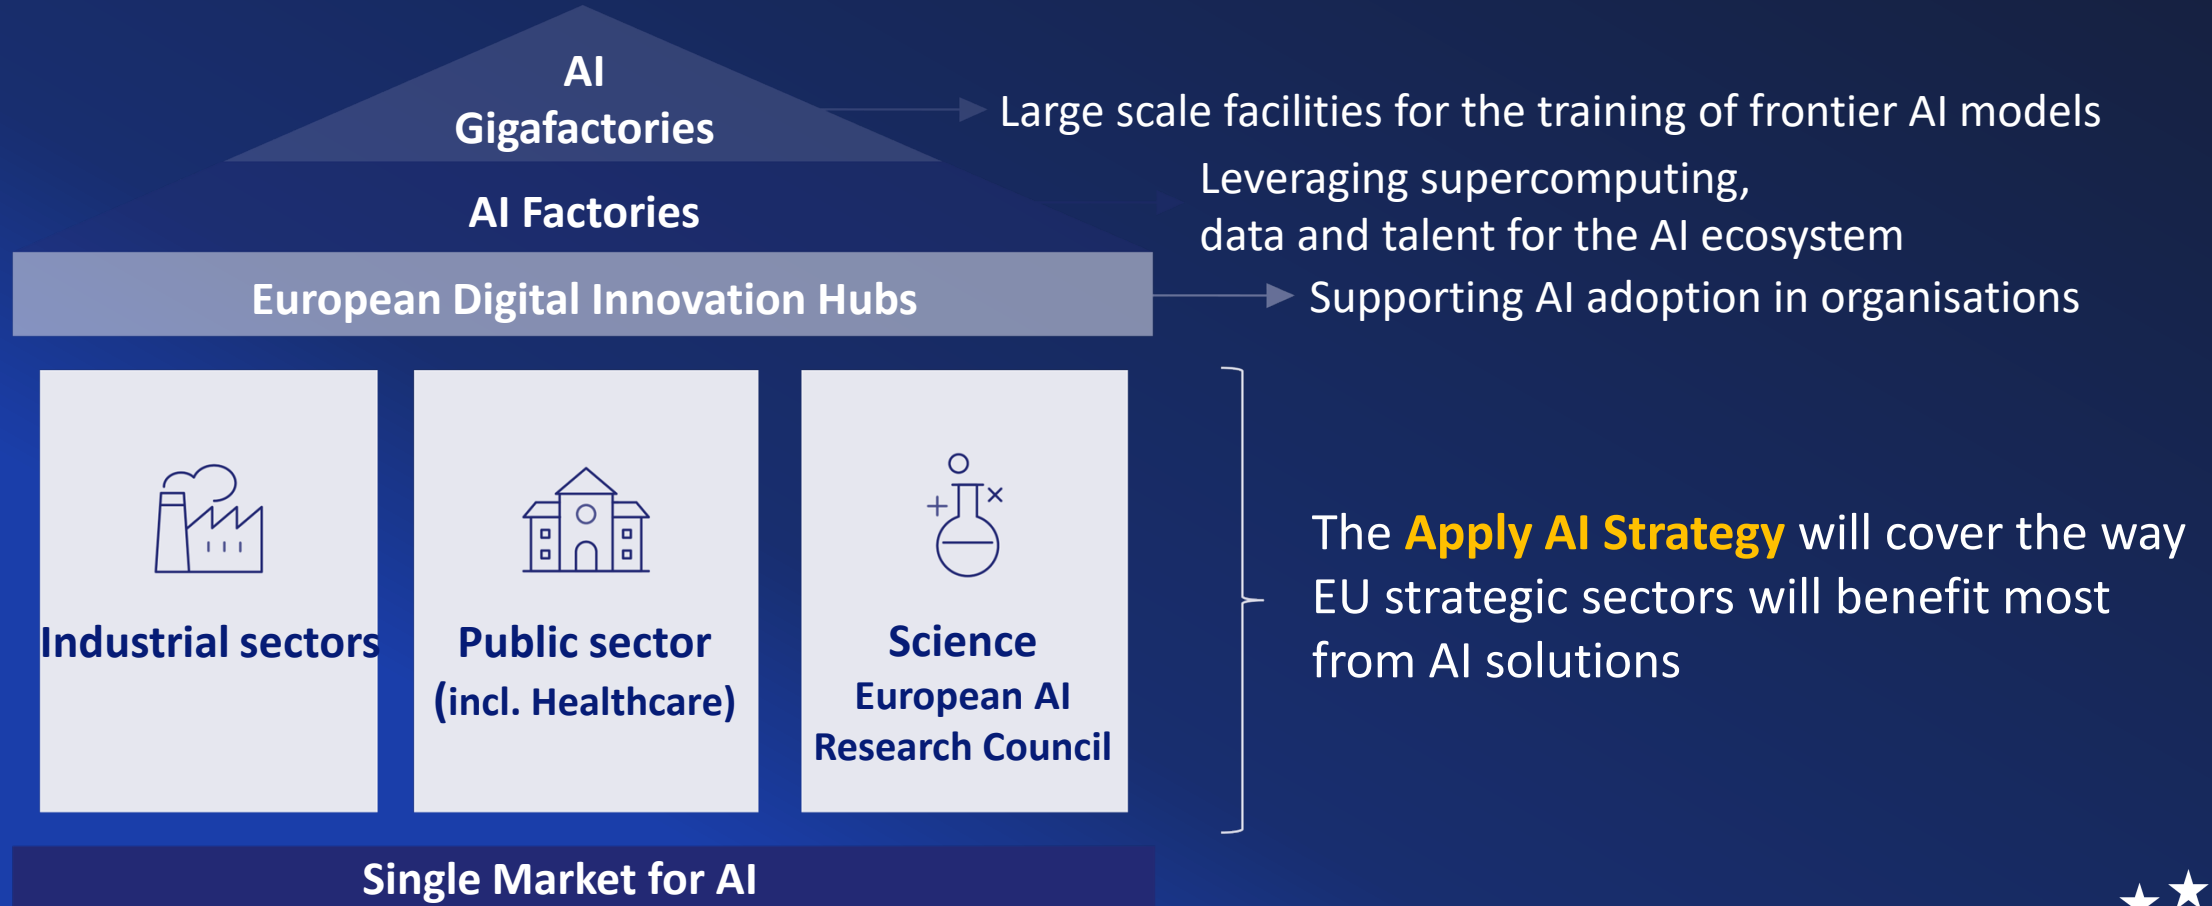 AI
Gigafactories
Large scale facilities for the training of frontier AI models
AI Factories
Leveraging supercomputing,
data and talent for the AI ecosystem
European Digital Innovation Hubs
Supporting AI adoption in organisations
Industrial sectors
Public sector
(incl. Healthcare)
Science
European AI
Research Council
The Apply AI Strategy will cover the way
EU strategic sectors will benefit most
from AI solutions
Single Market for AI